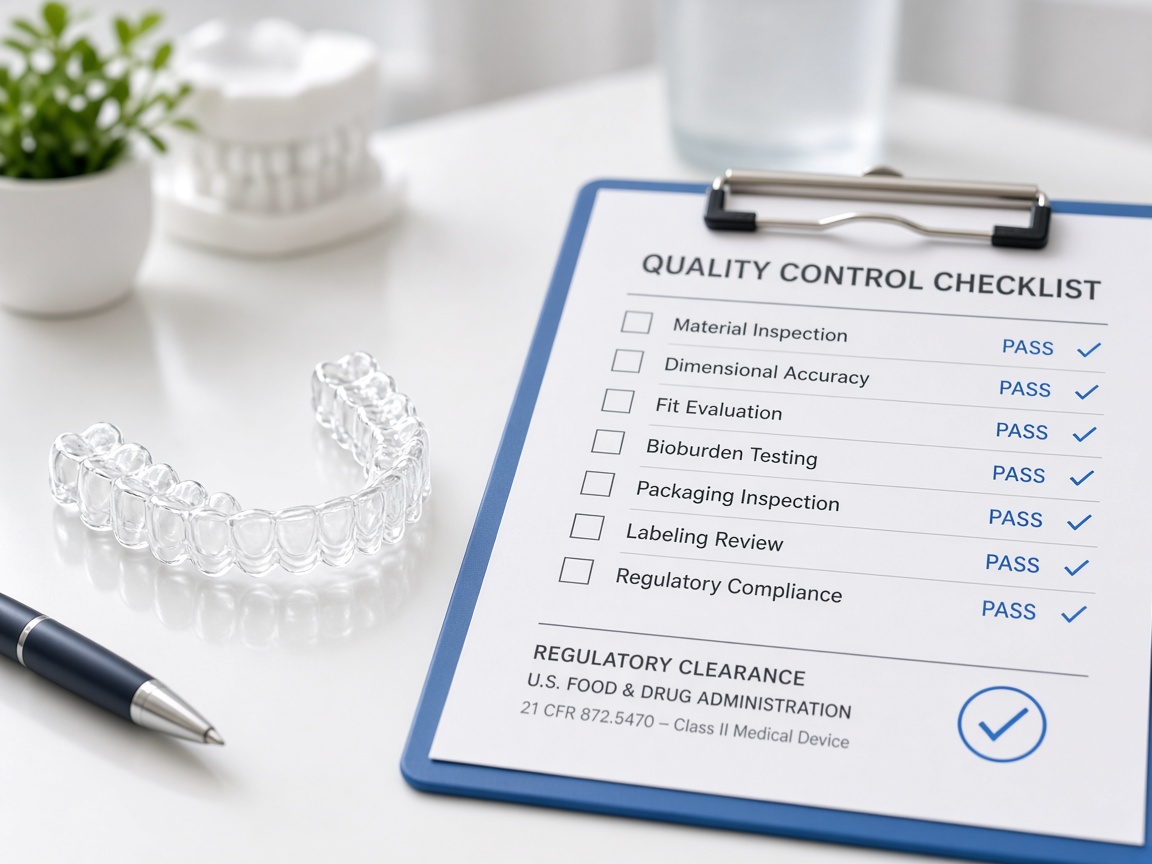 QUALITY CONTROL CHECKLIST
Material Inspection PASS
Dimensional Accuracy PASS
Fit Evaluation PASS
Bioburden Testing PASS
Packaging Inspection PASS
Labeling Review PASS
Regulatory Compliance PASS
REGULATORY CLEARANCE
U.S. FOOD & DRUG ADMINISTRATION
21 CFR 872.5470 – Class II Medical Device